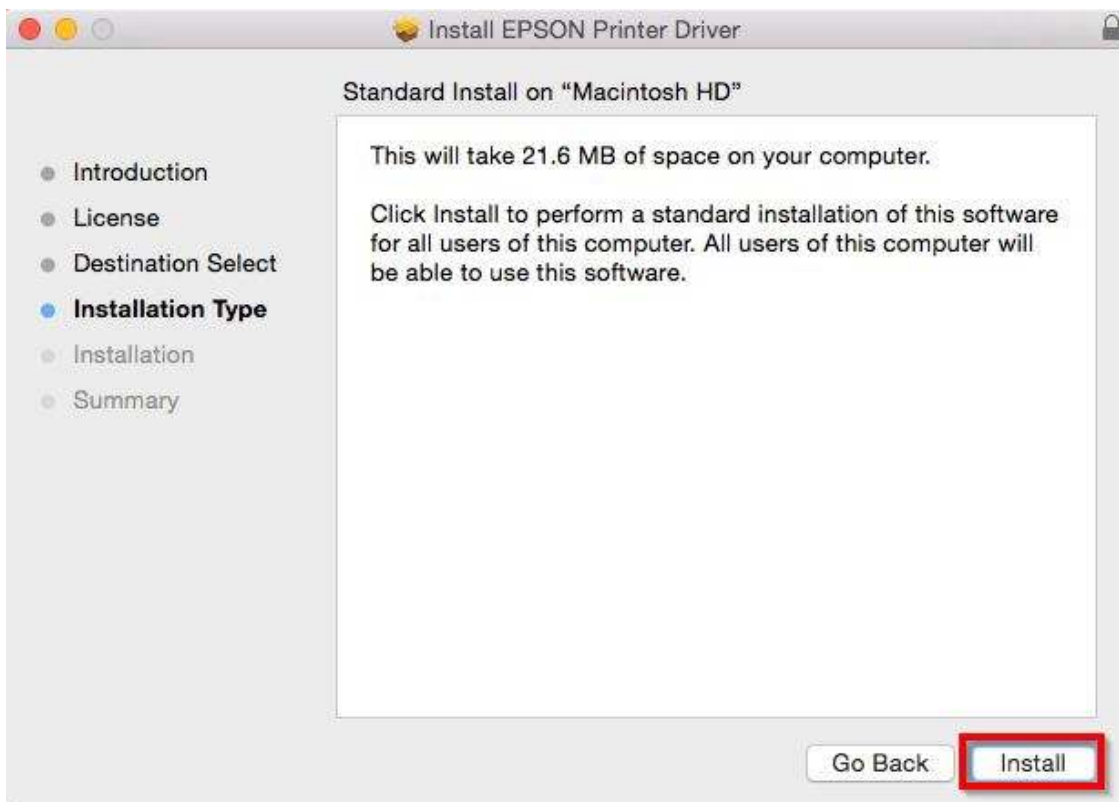 Install EPSON Printer Driver
Standard Install on “Macintosh HD”
Introduction
License
Destination Select
Installation Type
Installation
Summary
This will take 21.6 MB of space on your computer.
Click Install to perform a standard installation of this software
for all users of this computer. All users of this computer will
be able to use this software.
Go Back
Install